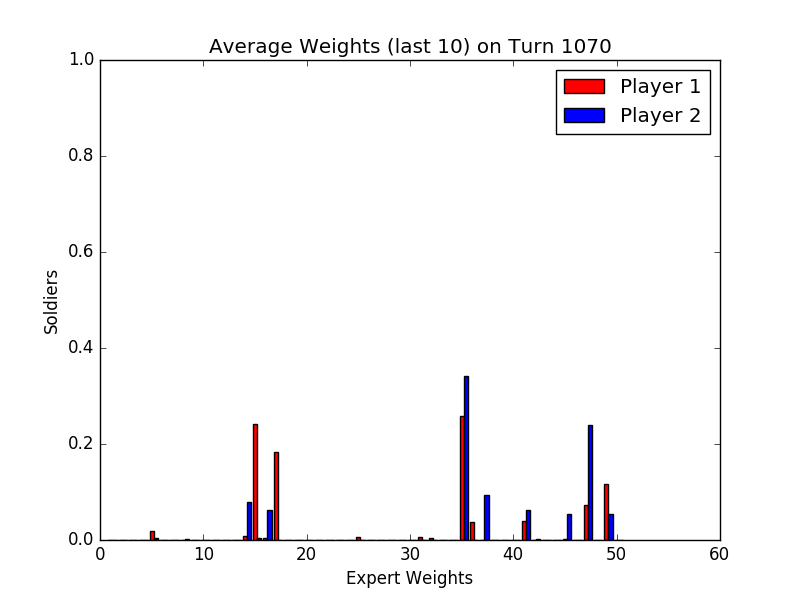 Average Weights (last 10) on Turn 1070
1.0
0.8
0.6
0.4
0.2
0.0
Soldiers
Player 1
Player 2
0 10 20 30 40 50 60
Expert Weights